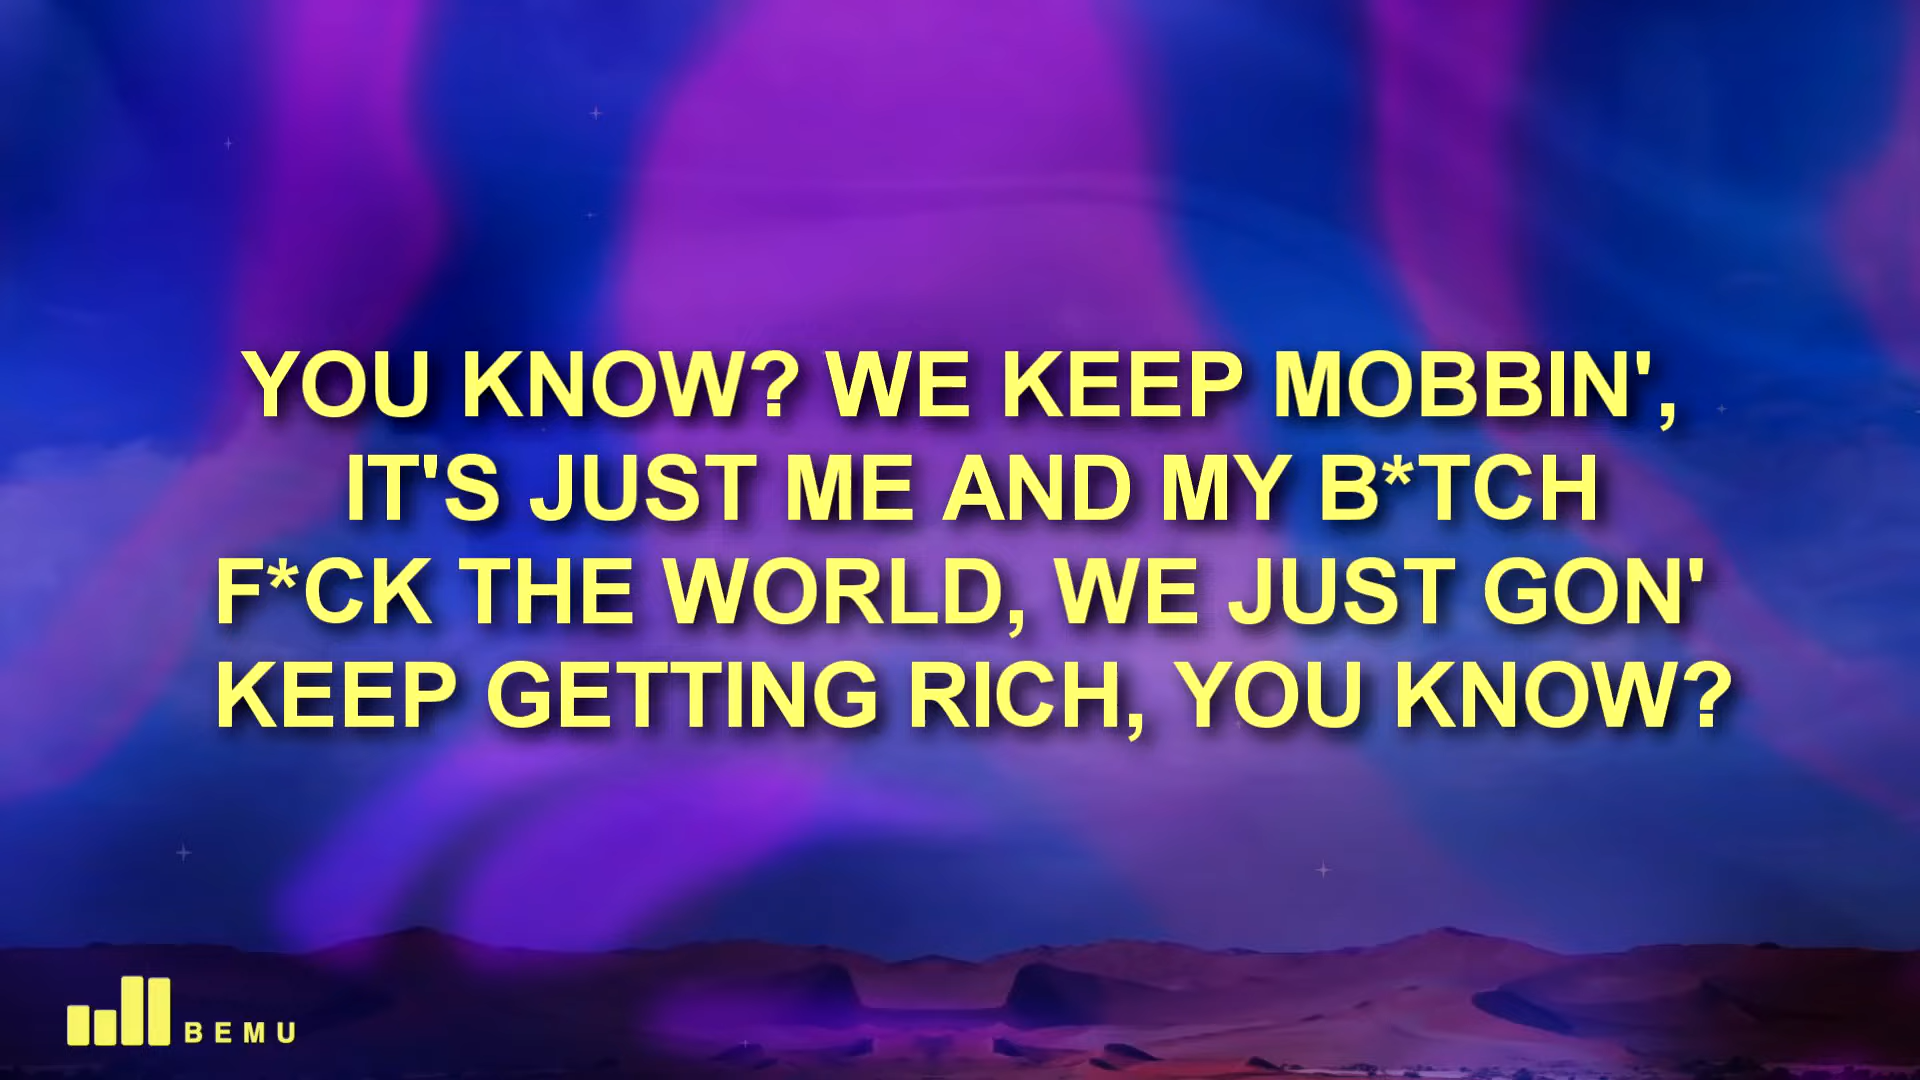 YOU KNOW? WE KEEP MOBBIN',
IT'S JUST ME AND MY B*TCH
F*CK THE WORLD, WE JUST GON'
KEEP GETTING RICH, YOU KNOW?
BEMU